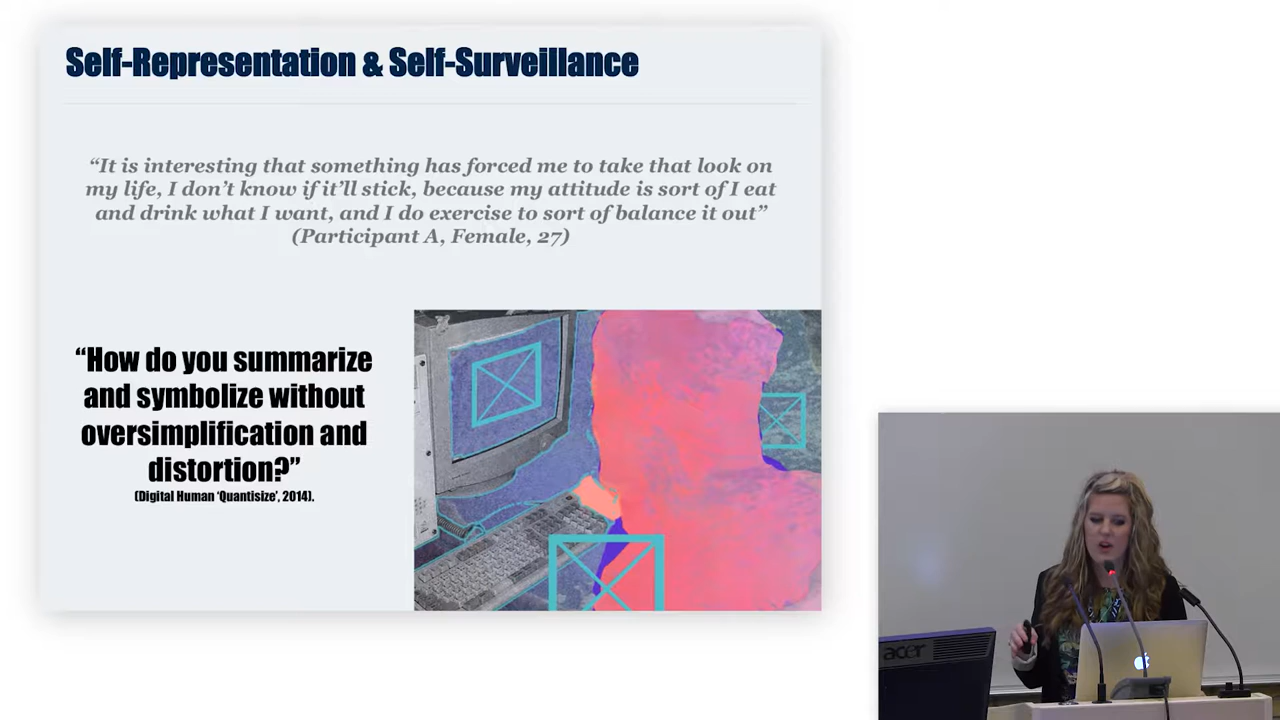 Self-Representation & Self-Surveillance
“It is interesting that something has forced me to take that look on
my life, I don’t know if it’ll stick, because my attitude is sort of I eat
and drink what I want, and I do exercise to sort of balance it out”
(Participant A, Female, 27)
“How do you summarize
and symbolize without
oversimplification and
distortion?”
(Digital Human ‘Quantisize’, 2014).
acer